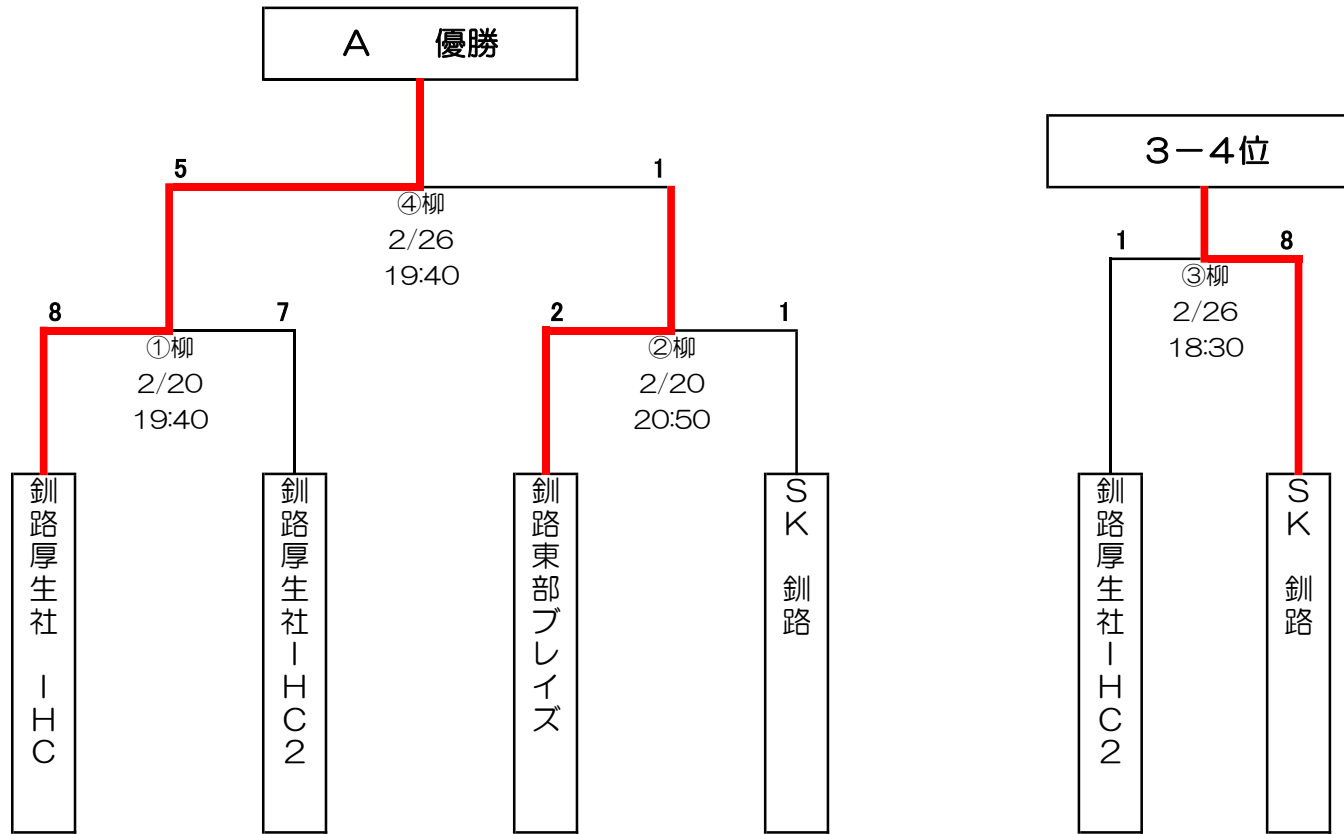 A　優勝
3－4位
5
1
④柳
2/26
19:40
1
8
③柳
2/26
18:30
8
7
①柳
2/20
19:40
2
1
②柳
2/20
20:50
釧路厚生社　IHC
釧路厚生社IHC2
釧路東部ブレイズ
SK　釧路
釧路厚生社IHC2
SK　釧路